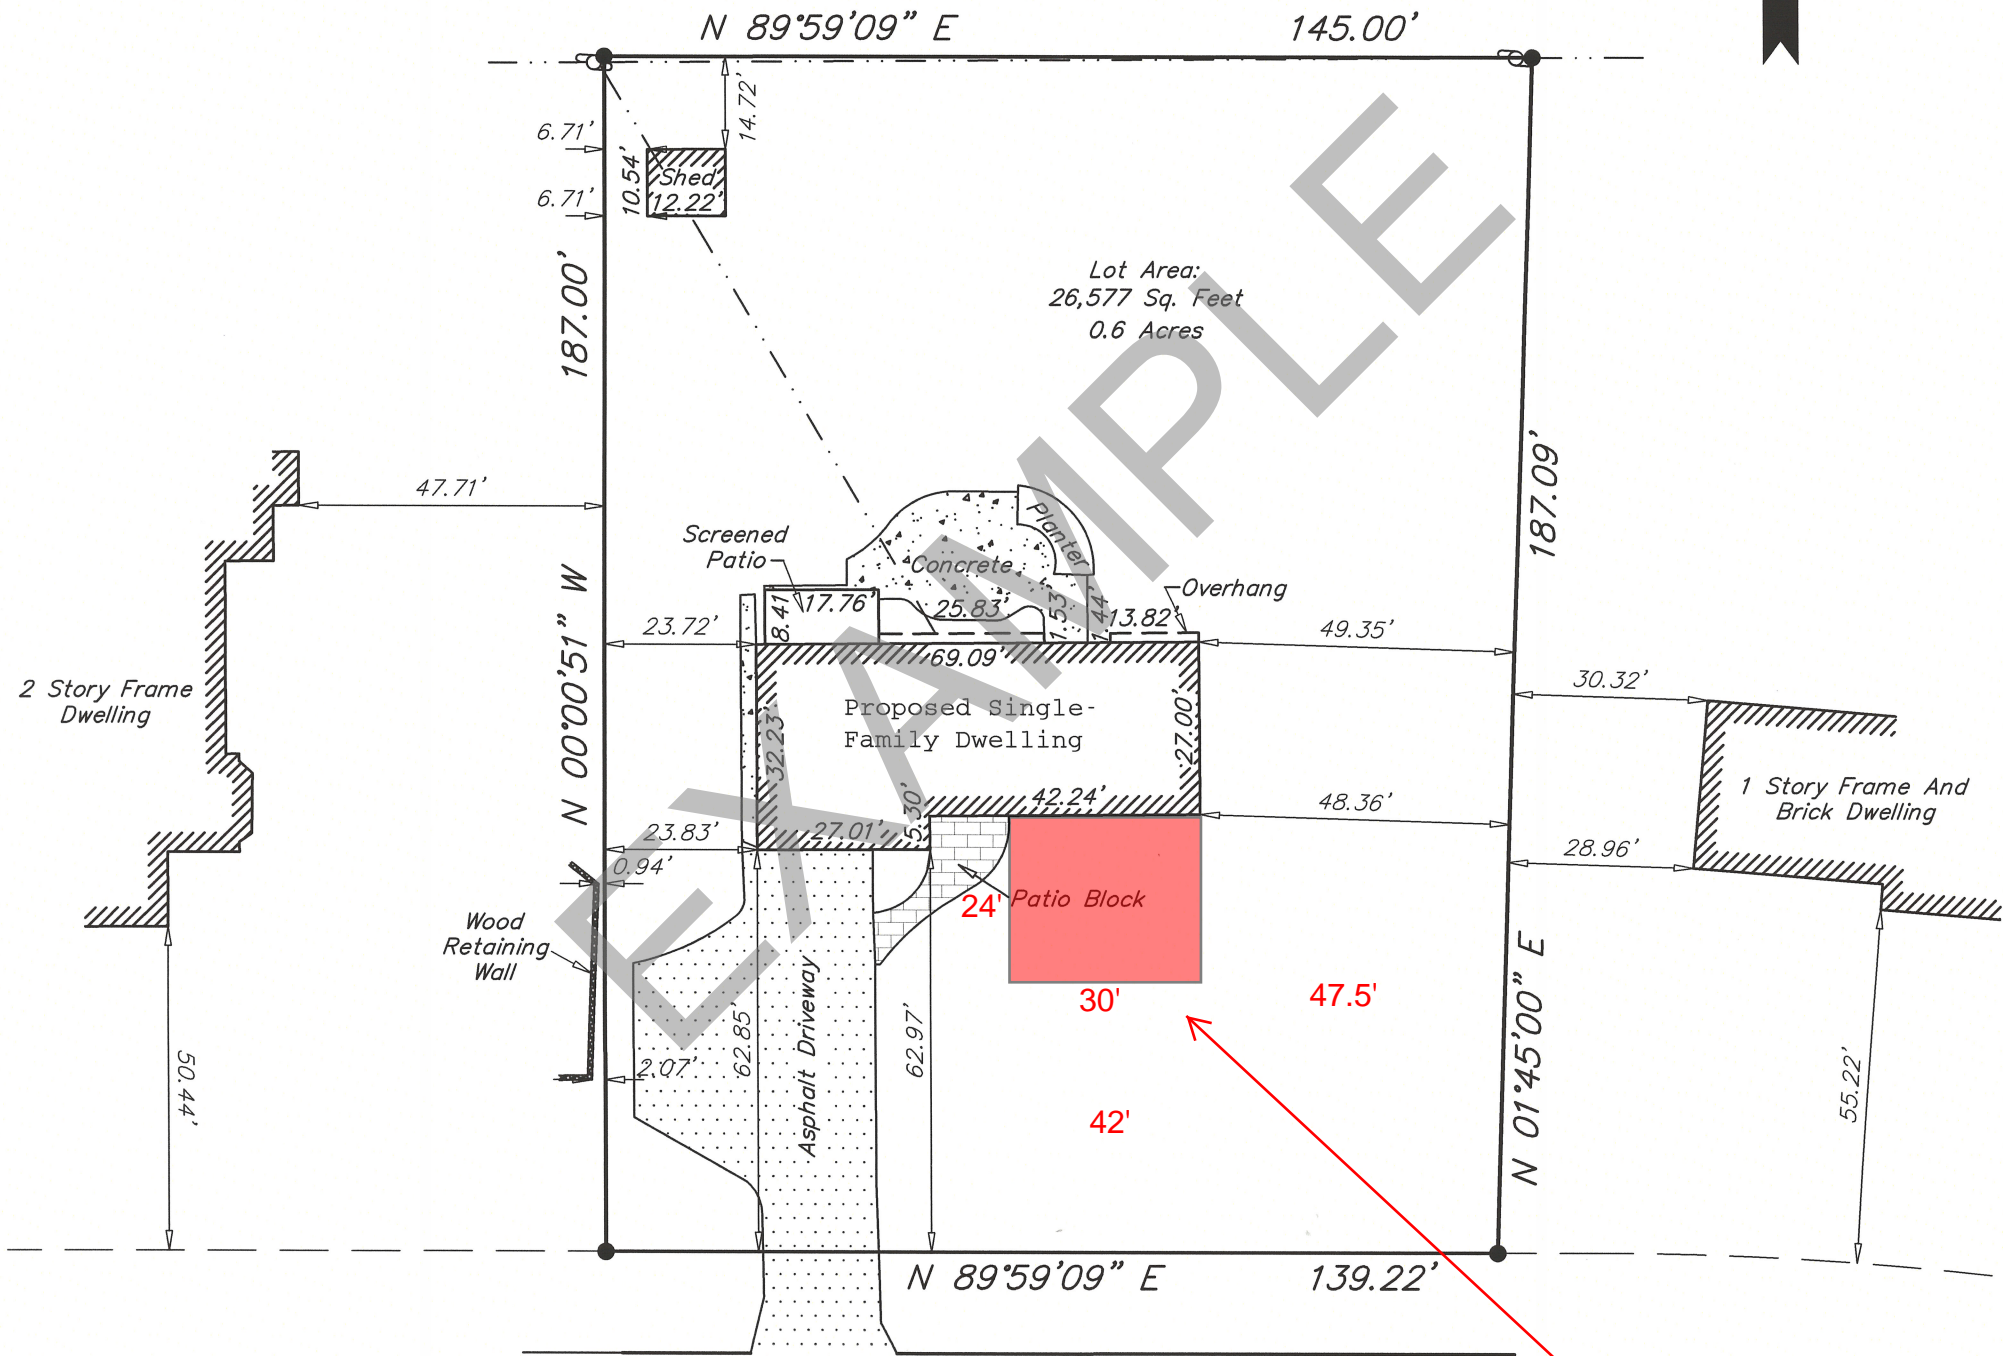 N 89°59'09" E 145.00'
14.72'
6.71'
10.54'
Shed
12.22'
6.71'
187.00'
Lot Area:
26,577 Sq. Feet
0.6 Acres
EXAMPLE
187.09'
47.71'
Screened
Patio
Planter
Concrete
Overhang
17.76'
8.41'
25.83'
1.53'
1.44'
13.82'
23.72'
49.35'
69.09'
N 00°00'51" W
2 Story Frame
Dwelling
30.32'
Proposed Single-
Family Dwelling
32.23'
27.00'
42.24'
5.30'
27.01'
23.83'
48.36'
1 Story Frame And
Brick Dwelling
28.96'
0.94'
24'
Patio Block
Wood
Retaining
Wall
30'
47.5'
N 01°45'00" E
Asphalt Driveway
62.85'
62.97'
2.07'
50.44'
42'
55.22'
N 89°59'09" E 139.22'